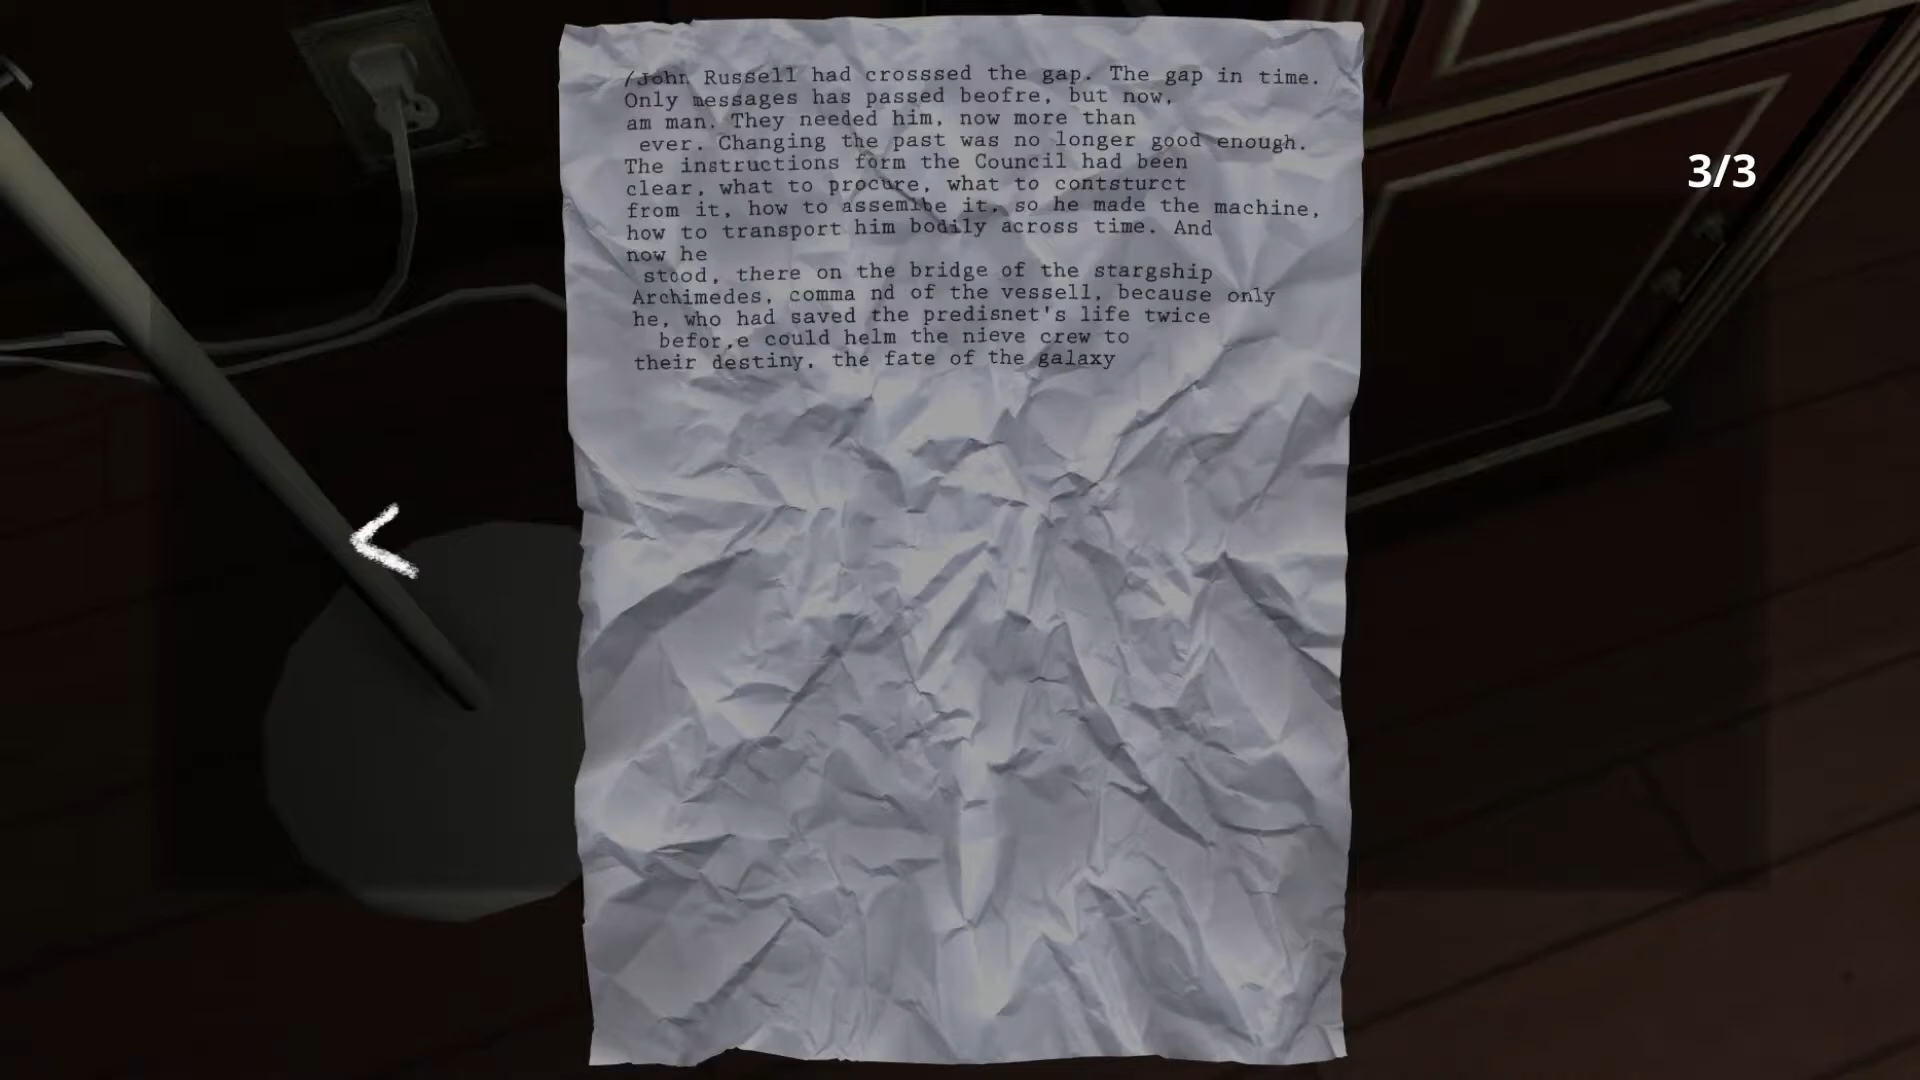 /John Russell had crosssed the gap. The gap in time.
Only messages has passed beofre, but now,
am man. They needed him, now more than
ever. Changing the past was no longer good enough.
The instructions form the Council had been
clear, what to procure, what to contsturct
from it, how to assemlbe it, so he made the machine,
how to transport him bodily across time. And
now he
stood, there on the bridge of the stargship
Archimedes, comma nd of the vessell, because only
he, who had saved the predisnet's life twice
befor,e could helm the nieve crew to
their destiny, the fate of the galaxy
3/3